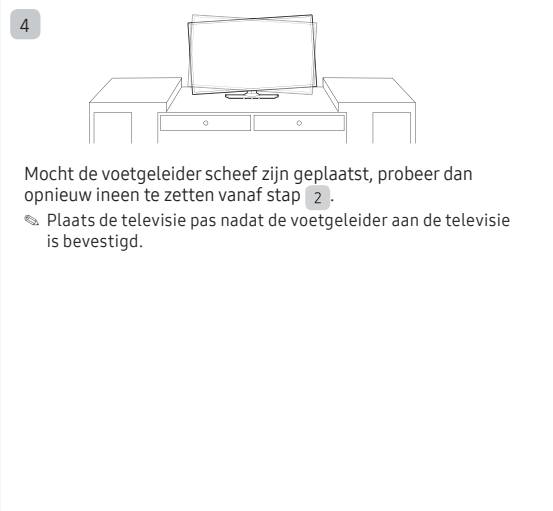 4
Mocht de voetgeleider scheef zijn geplaatst, probeer dan
opnieuw ineen te zetten vanaf stap 2.
✎ Plaats de televisie pas nadat de voetgeleider aan de televisie
is bevestigd.